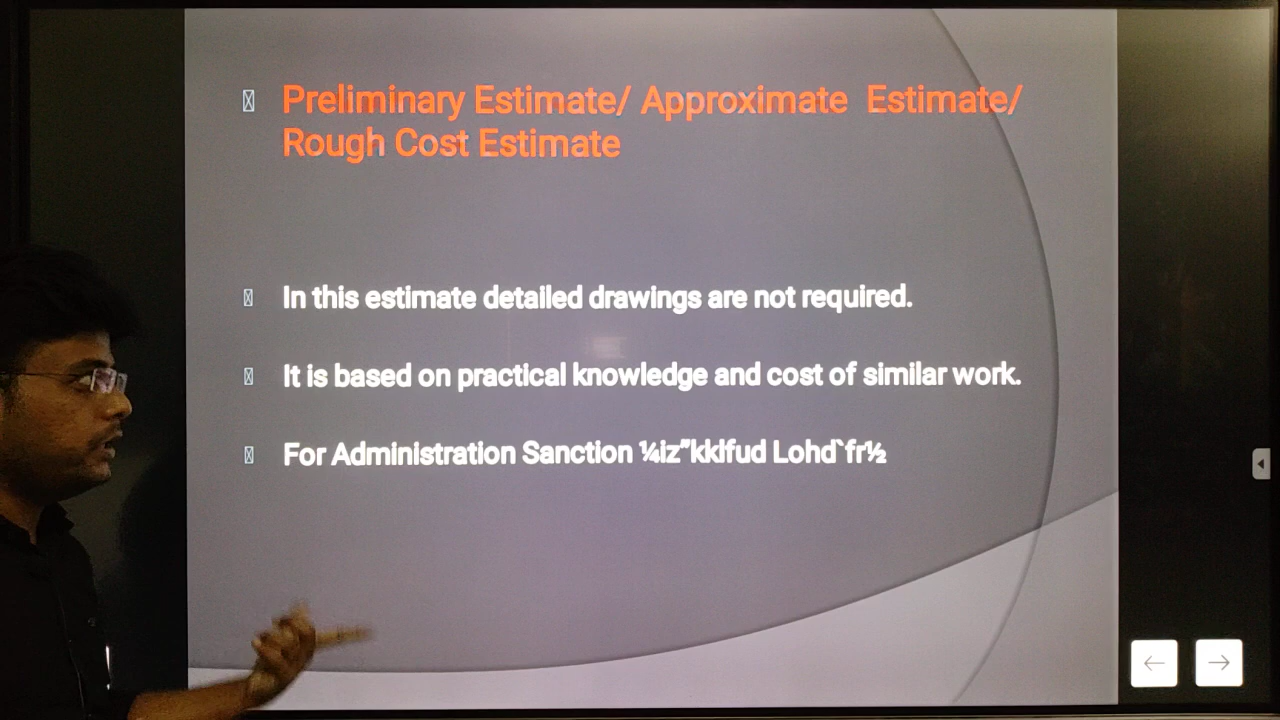 Preliminary Estimate/ Approximate Estimate/
Rough Cost Estimate
In this estimate detailed drawings are not required.
It is based on practical knowledge and cost of similar work.
For Administration Sanction ¼iz”kklfud Lohd`fr½